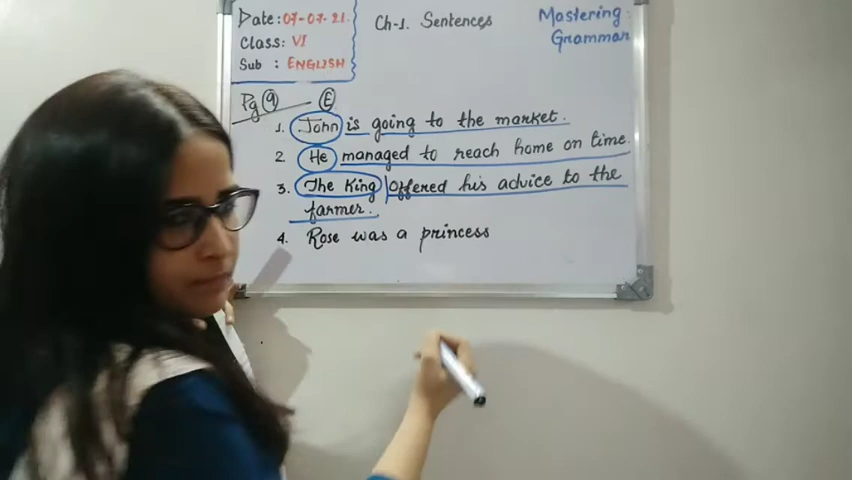 Date: 07-07-21.
Class: VI
Sub : ENGLISH
Ch-1. Sentences
Mastering
Grammar
Pg 9 E
1. John is going to the market.
2. He managed to reach home on time.
3. The King offered his advice to the
farmer.
4. Rose was a princess